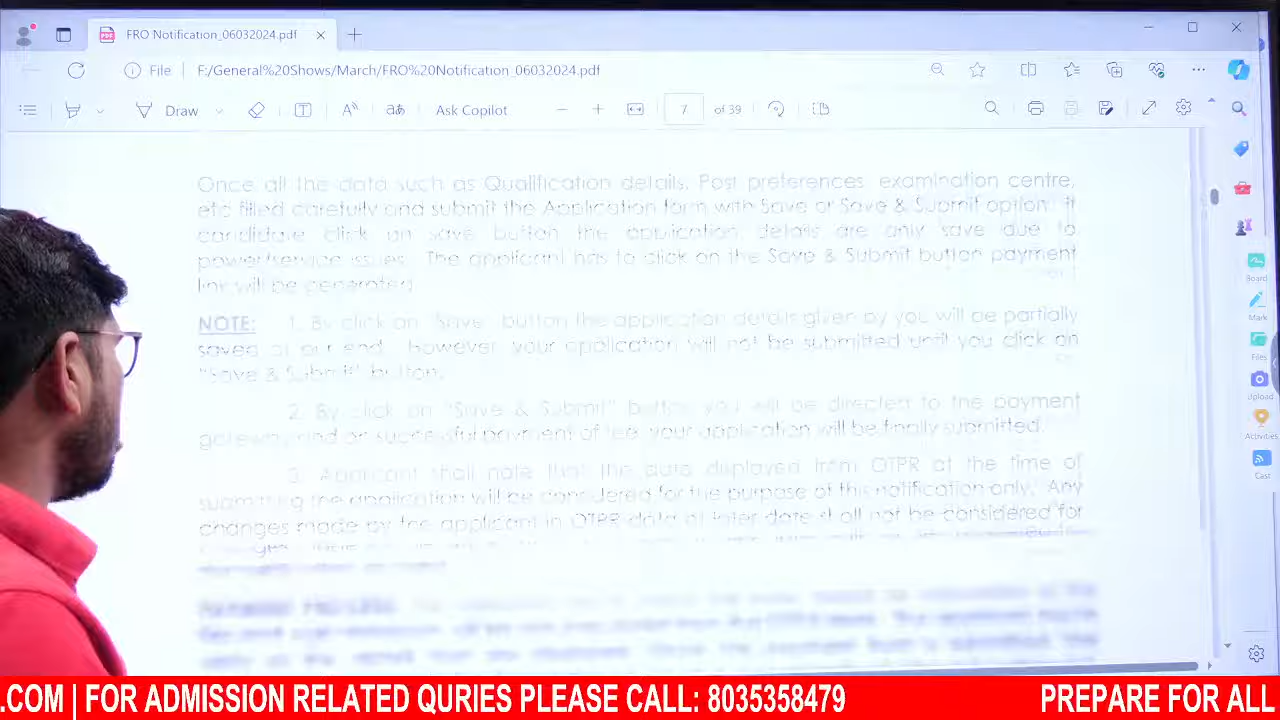 FRO Notification_06032024.pdf
File F:/General%20Shows/March/FRO%20Notification_06032024.pdf
Draw Ask Copilot 7 of 39
Once all the data such as Qualification details, Post preferences, examination centre,
etc filled carefully and submit the Application form with Save or Save & Submit option. If
candidate click on save button the application details are only save due to
power/service issues. The applicant has to click on the Save & Submit button payment
link will be generated.
NOTE: 1. By click on "Save" button the application details given by you will be partially
saved at our end. However, your application will not be submitted until you click on
"Save & Submit" button.
2. By click on "Save & Submit" button you will be directed to the payment
gateway and on successful payment of fee, your application will be finally submitted.
3. Applicant shall note that the data displayed from OTPR at the time of
submitting the application will be considered for the purpose of this notification only. Any
changes made by the applicant in OTPR data at later date shall not be considered for
Board
Mark
Files
Upload
Activities
Cast
.COM | FOR ADMISSION RELATED QURIES PLEASE CALL: 8035358479 PREPARE FOR ALL